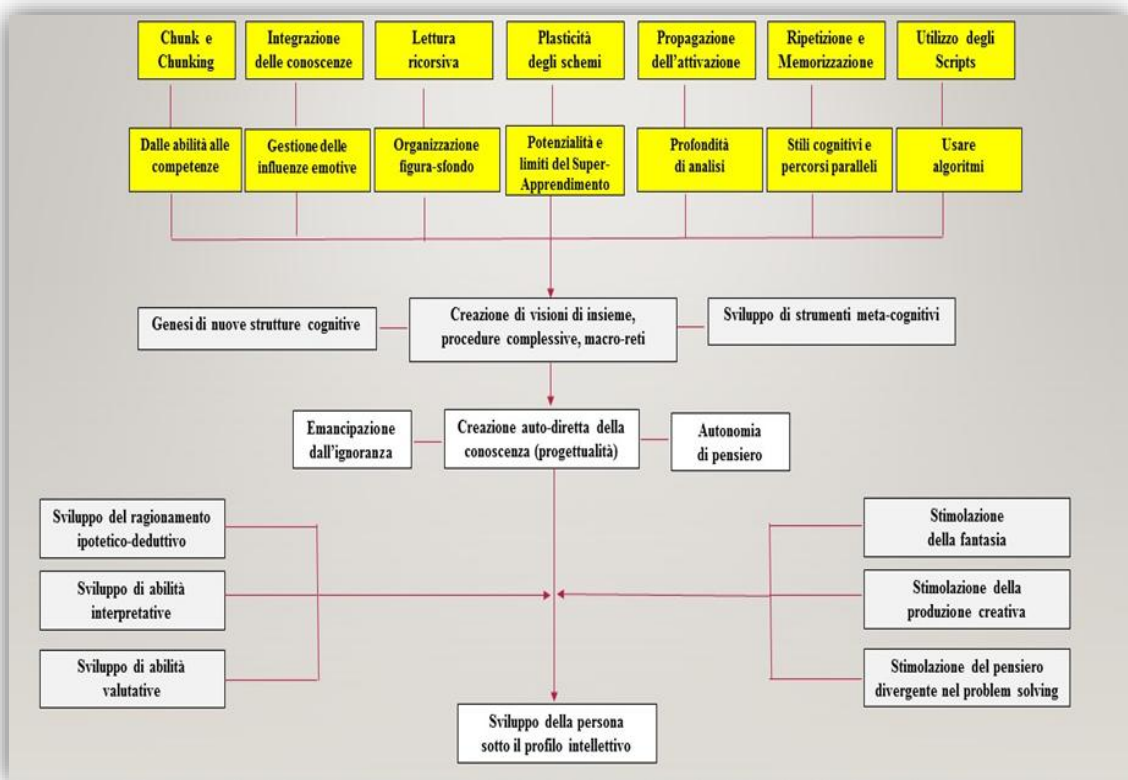 Chunk e
Chunking
Integrazione
delle conoscenze
Lettura
ricorsiva
Plasticità
degli schemi
Propagazione
dell'attivazione
Ripetizione e
Memorizzazione
Utilizzo degli
Scripts
Dalle abilità alle
competenze
Gestione delle
influenze emotive
Organizzazione
figura-sfondo
Potenzialità e
limiti del Super-
Apprendimento
Profondità
di analisi
Stili cognitivi e
percorsi paralleli
Usare
algoritmi
Genesi di nuove strutture cognitive
Creazione di visioni di insieme,
procedure complessive, macro-reti
Sviluppo di strumenti meta-cognitivi
Emancipazione
dall'ignoranza
Creazione auto-diretta della
conoscenza (progettualità)
Autonomia
di pensiero
Sviluppo del ragionamento
ipotetico-deduttivo
Sviluppo di abilità
interpretative
Sviluppo di abilità
valutative
Stimolazione
della fantasia
Stimolazione della
produzione creativa
Stimolazione del pensiero
divergente nel problem solving
Sviluppo della persona
sotto il profilo intellettivo